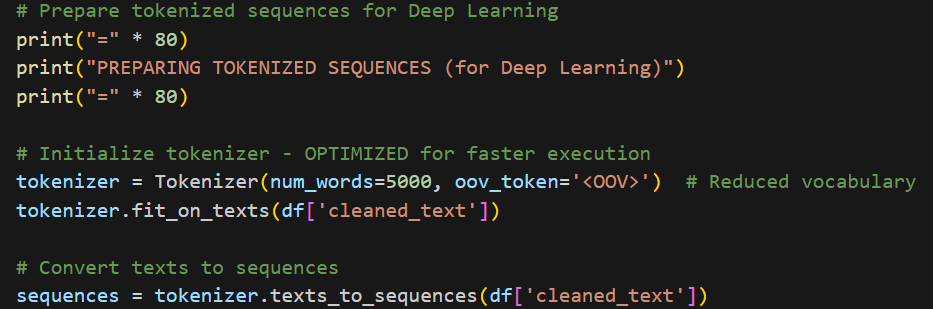 # Prepare tokenized sequences for Deep Learning
print("=" * 80)
print("PREPARING TOKENIZED SEQUENCES (for Deep Learning)")
print("=" * 80)
# Initialize tokenizer - OPTIMIZED for faster execution
tokenizer = Tokenizer(num_words=5000, oov_token='<OOV>')  # Reduced vocabulary
tokenizer.fit_on_texts(df['cleaned_text'])
# Convert texts to sequences
sequences = tokenizer.texts_to_sequences(df['cleaned_text'])